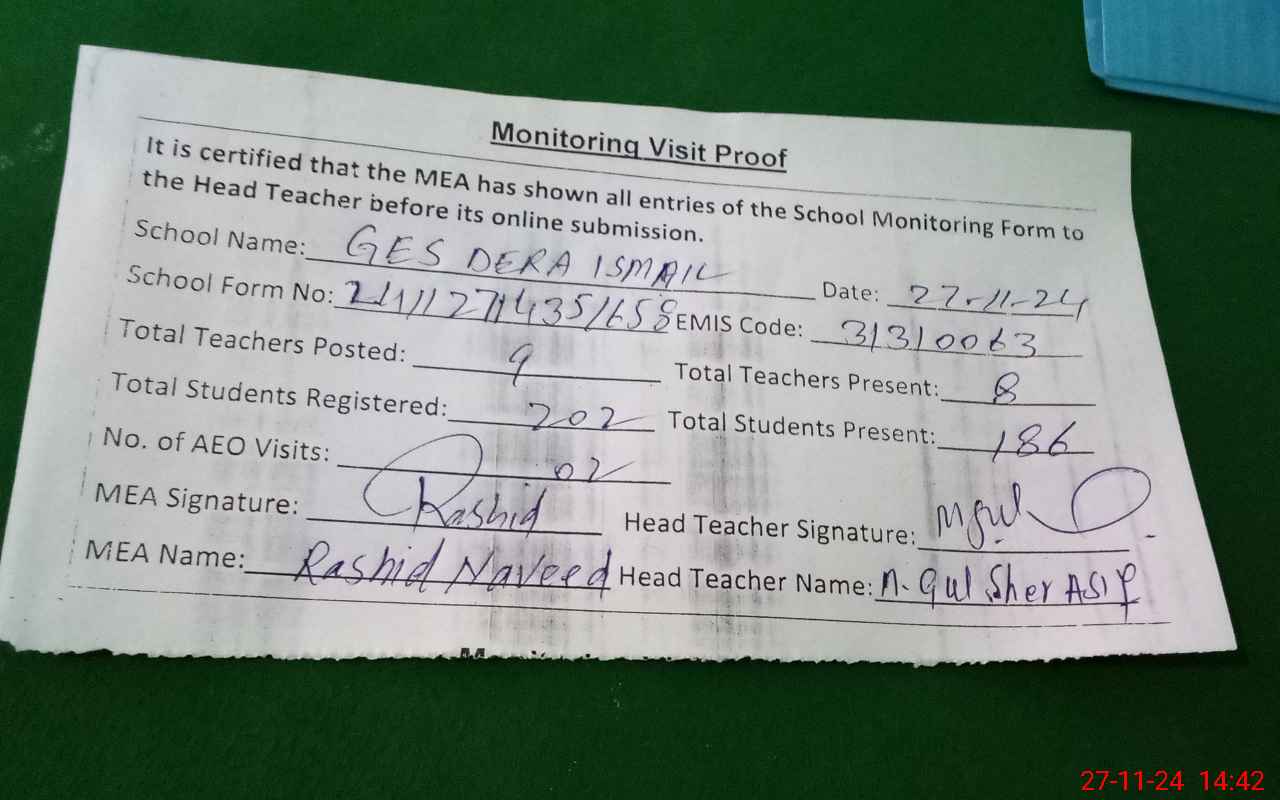 Monitoring Visit Proof
It is certified that the MEA has shown all entries of the School Monitoring Form to
the Head Teacher before its online submission.
School Name: GES DERA ISMAIL Date: 27-11-24
School Form No: EMIS Code: 31310063
Total Teachers Posted: 9 Total Teachers Present: 8
Total Students Registered: 202 Total Students Present: 186
No. of AEO Visits: 02
MEA Signature: Rashid Head Teacher Signature: Mgul
MEA Name: Rashid Naveed Head Teacher Name: M. Gul Sher ASIF
27-11-24 14:42